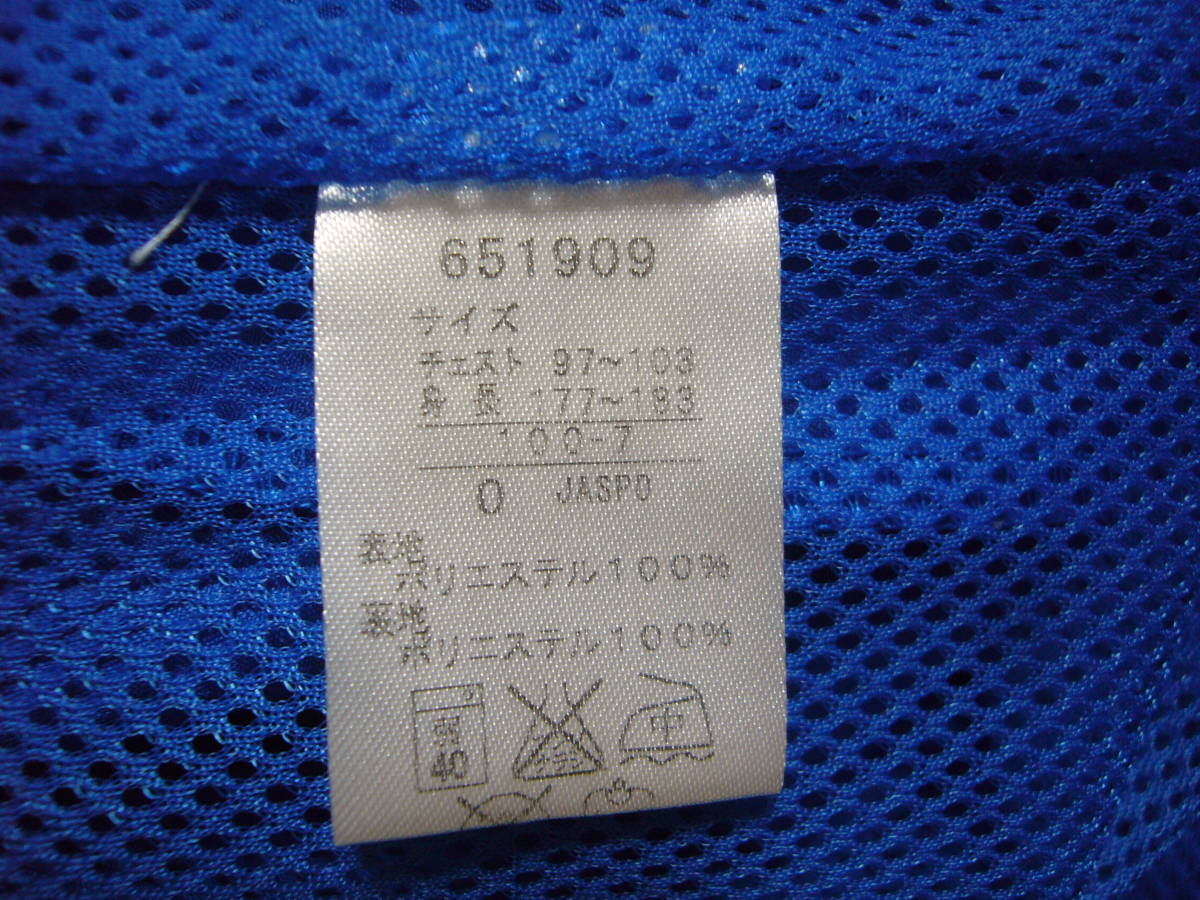 651909
サイズ
チェスト 97~103
身長 177~183
100-7
O JASPO
表地
ポリエステル100%
裏地
ポリエステル100%
40
中